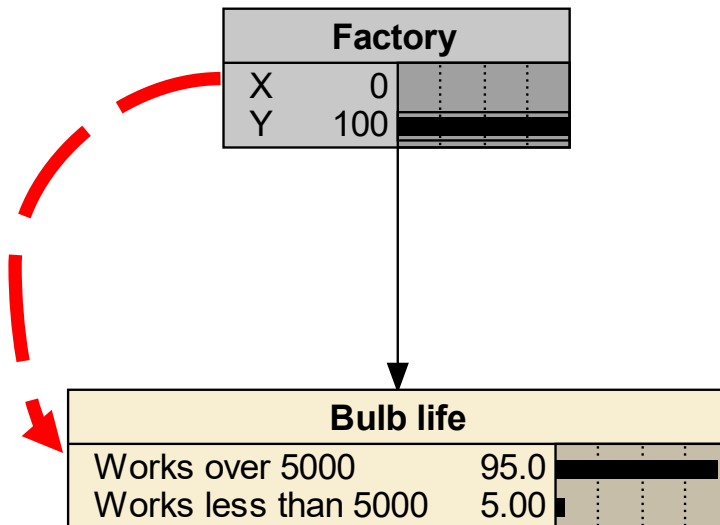 Factory
X 0
Y 100
Bulb life
Works over 5000 95.0
Works less than 5000 5.00